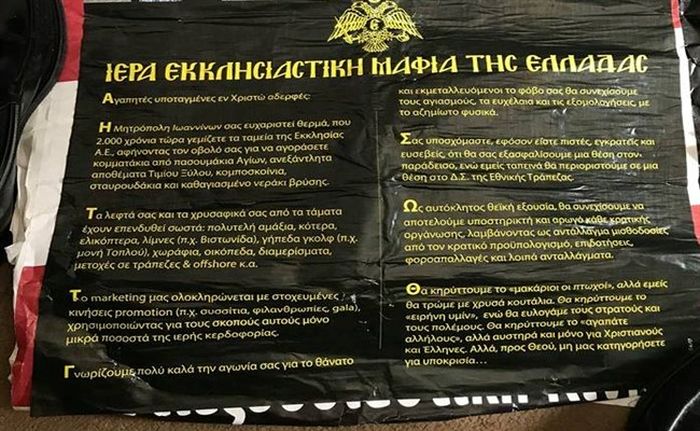 ΙΕΡΑ ΕΚΚΛΗΣΙΑΣΤΙΚΗ ΜΑΦΙΑ ΤΗΣ ΕΛΛΑΔΑΣ
Αγαπητές υποταγμένες εν Χριστώ αδερφές:
Η Μητρόπολη Ιωαννίνων σας ευχαριστεί θερμά, που
2.000 χρόνια τώρα γεμίζετε τα ταμεία της Εκκλησίας
Α.Ε., αφήνοντας τον οβολό σας για να αγοράσετε
κομματάκια από πασουμάκια Αγίων, ανεξάντλητα
αποθέματα Τιμίου Ξύλου, κομποσκοίνια,
σταυρουδάκια και καθαγιασμένο νεράκι βρύσης.
Τα λεφτά σας και τα χρυσαφικά σας από τα τάματα
έχουν επενδυθεί σωστά: πολυτελή αμάξια, κότερα,
ελικόπτερα, λίμνες (π.χ. Βιστωνίδα), γήπεδα γκολφ (π.χ.
μονή Τοπλού), χωράφια, οικόπεδα, διαμερίσματα,
μετοχές σε τράπεζες & offshore κ.α.
Το marketing μας ολοκληρώνεται με στοχευμένες
κινήσεις promotion (π.χ. συσσίτια, φιλανθρωπίες, gala),
χρησιμοποιώντας για τους σκοπούς αυτούς μόνο
μικρά ποσοστά της ιερής κερδοφορίας.
Γνωρίζουμε πολύ καλά την αγωνία σας για το θάνατο
και εκμεταλλευόμενοι το φόβο σας θα συνεχίσουμε
τους αγιασμούς, τα ευχέλαια και τις εξομολογήσεις, με
το αζημίωτο φυσικά.
Σας υποσχόμαστε, εφόσον είστε πιστές, εγκρατείς και
ευσεβείς, ότι θα σας εξασφαλίσουμε μια θέση στον
παράδεισο, ενώ εμείς ταπεινά θα περιοριστούμε σε μια
θέση στο Δ.Σ. της Εθνικής Τράπεζας.
Ως αυτόκλητος θεϊκή εξουσία, θα συνεχίσουμε να
αποτελούμε υποστηρικτή και αρωγό κάθε κρατικής
οργάνωσης, λαμβάνοντας ως αντάλλαγμα μισθοδοσίες
από τον κρατικό προϋπολογισμό, επιδοτήσεις,
φοροαπαλλαγές και λοιπά ανταλλάγματα.
Θα κηρύττουμε το «μακάριοι οι πτωχοί», αλλά εμείς
θα τρώμε με χρυσά κουτάλια. Θα κηρύττουμε το
«ειρήνη υμίν», ενώ θα ευλογάμε τους στρατούς και
τους πολέμους. Θα κηρύττουμε το «αγαπάτε
αλλήλους», αλλά αυστηρά και μόνο για Χριστιανούς
και Έλληνες. Αλλά, προς Θεού, μη μας κατηγορήσετε
για υποκρισία...